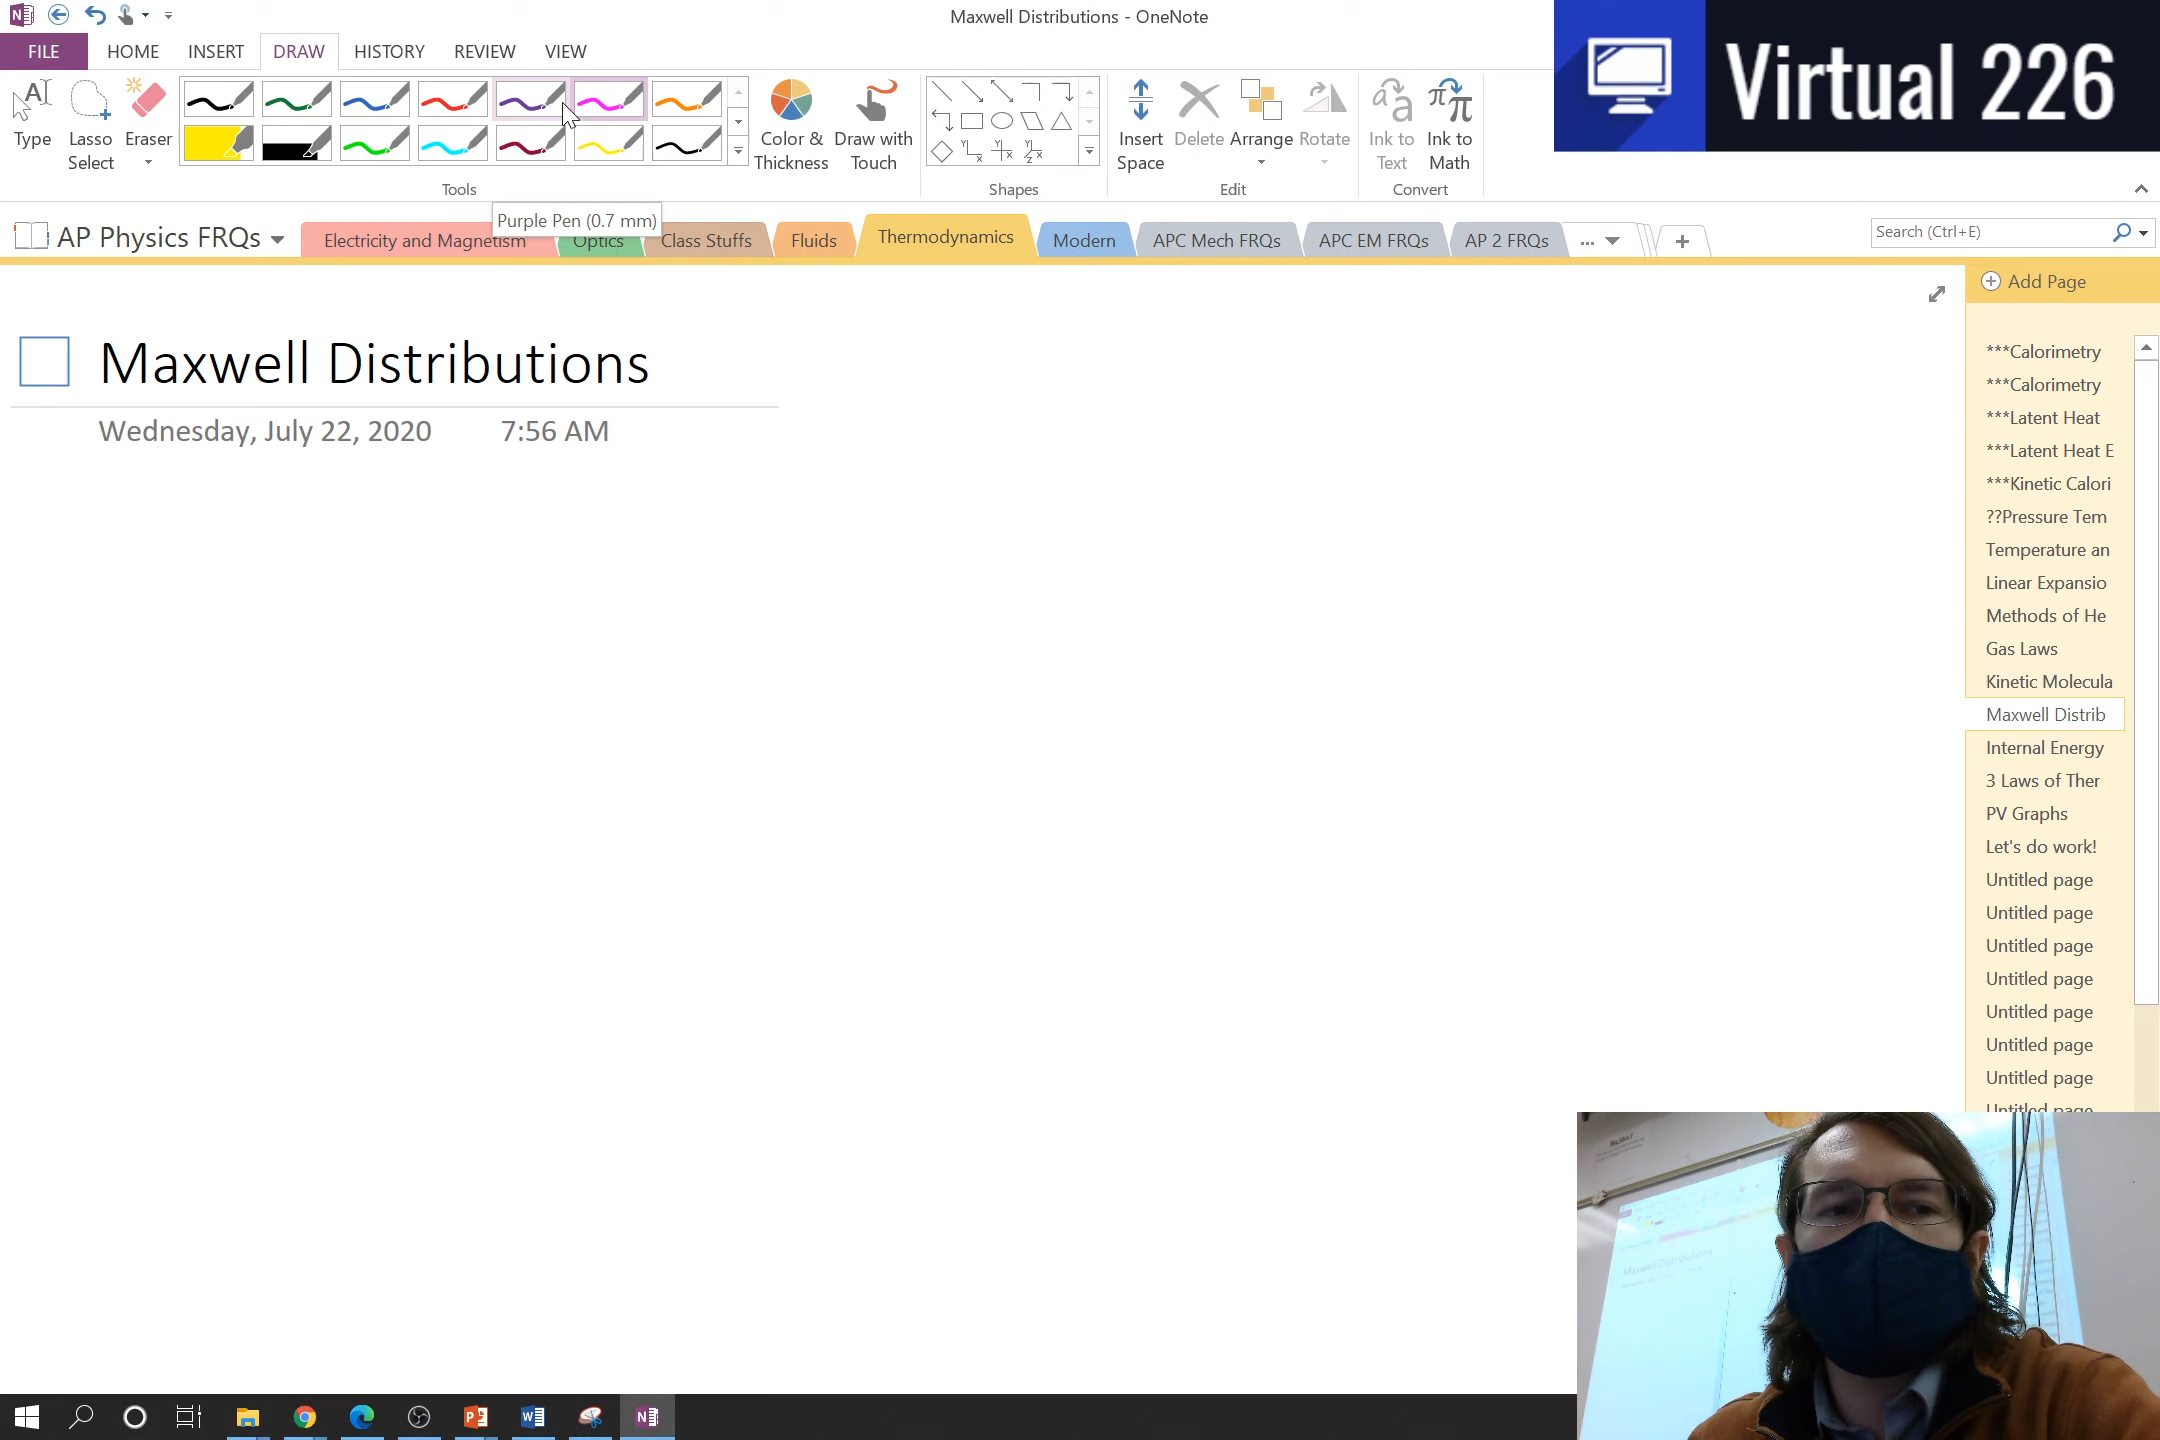 Maxwell Distributions - OneNote
FILE HOME INSERT DRAW HISTORY REVIEW VIEW
Virtual 226
Type
Lasso Select
Eraser
Color & Thickness
Draw with Touch
Insert Space
Delete
Arrange
Rotate
Ink to Text
Ink to Math
Tools
Shapes
Edit
Convert
Purple Pen (0.7 mm)
AP Physics FRQs
Electricity and Magnetism
Optics
Class Stuffs
Fluids
Thermodynamics
Modern
APC Mech FRQs
APC EM FRQs
AP 2 FRQs
...
Search (Ctrl+E)
Add Page
Maxwell Distributions
Wednesday, July 22, 2020 7:56 AM
***Calorimetry
***Calorimetry
***Latent Heat
***Latent Heat E
***Kinetic Calori
??Pressure Tem
Temperature an
Linear Expansio
Methods of He
Gas Laws
Kinetic Molecula
Maxwell Distrib
Internal Energy
3 Laws of Ther
PV Graphs
Let's do work!
Untitled page
Untitled page
Untitled page
Untitled page
Untitled page
Untitled page
Untitled page
Untitled page
Maxwell Distributions